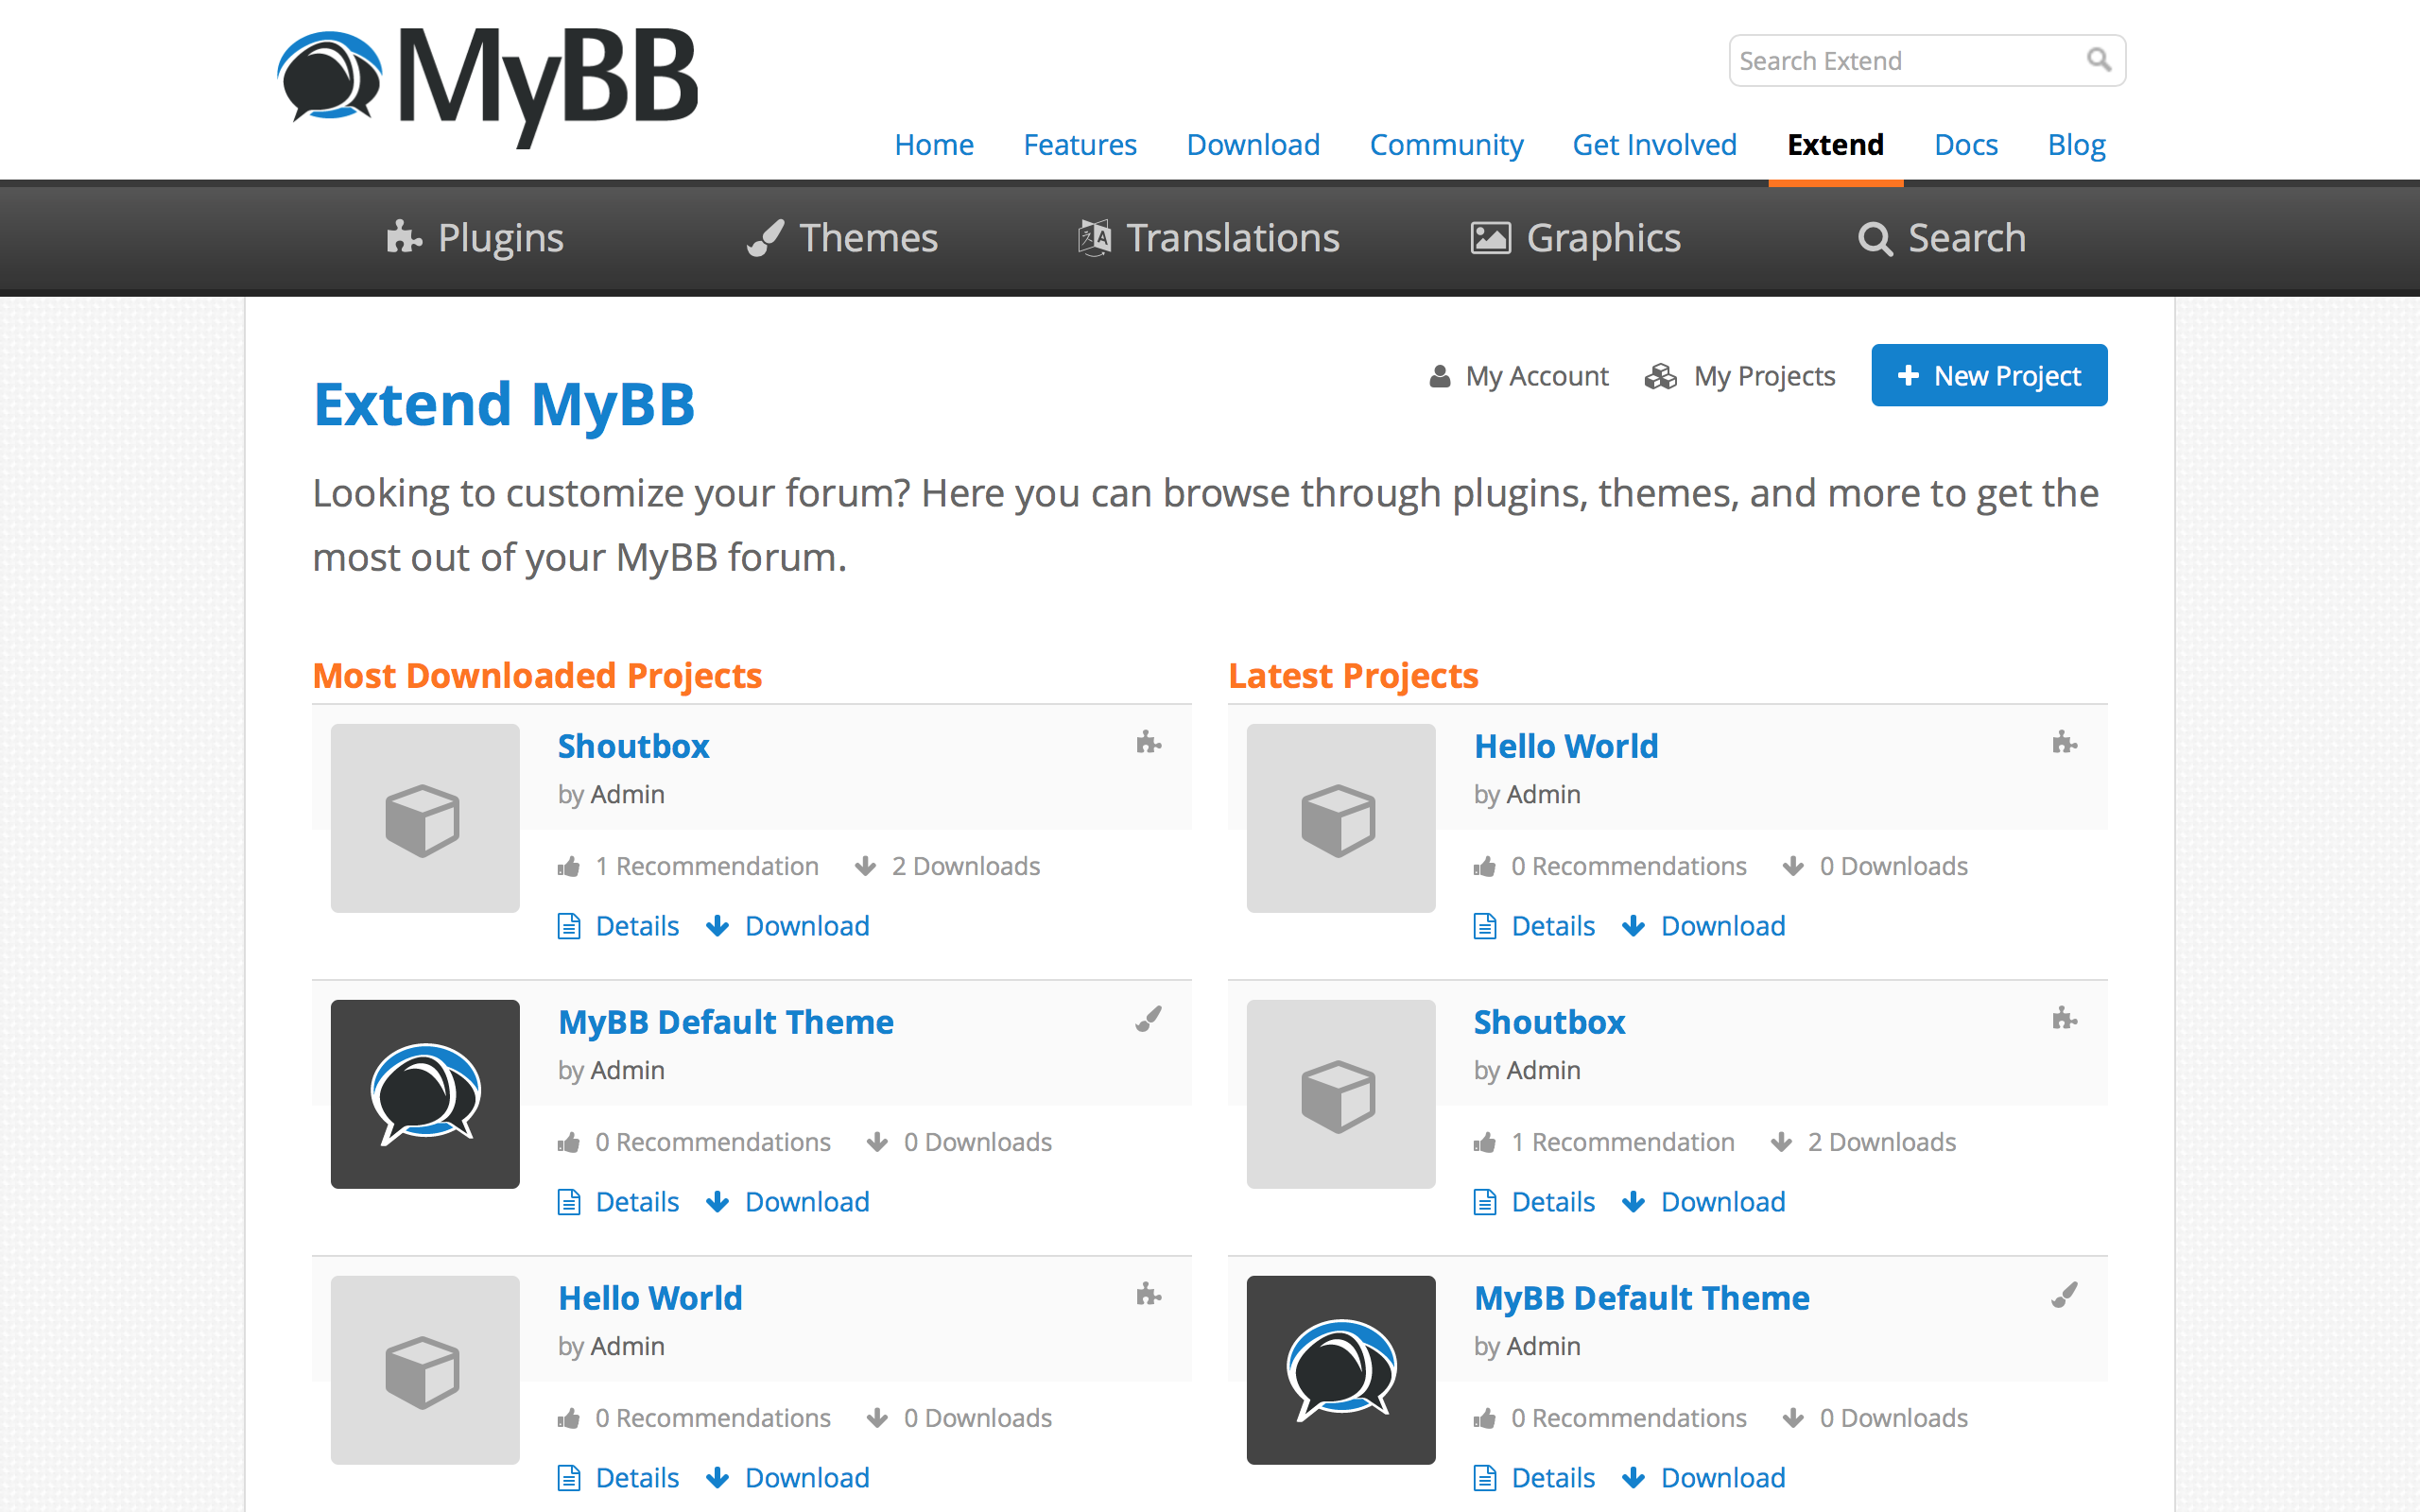 MyBB
Search Extend
Home Features Download Community Get Involved Extend Docs Blog
Plugins Themes Translations Graphics Search
My Account My Projects New Project
Extend MyBB
Looking to customize your forum? Here you can browse through plugins, themes, and more to get the
most out of your MyBB forum.
Most Downloaded Projects
Shoutbox
by Admin
1 Recommendation 2 Downloads
Details Download
MyBB Default Theme
by Admin
0 Recommendations 0 Downloads
Details Download
Hello World
by Admin
0 Recommendations 0 Downloads
Details Download
Latest Projects
Hello World
by Admin
0 Recommendations 0 Downloads
Details Download
Shoutbox
by Admin
1 Recommendation 2 Downloads
Details Download
MyBB Default Theme
by Admin
0 Recommendations 0 Downloads
Details Download